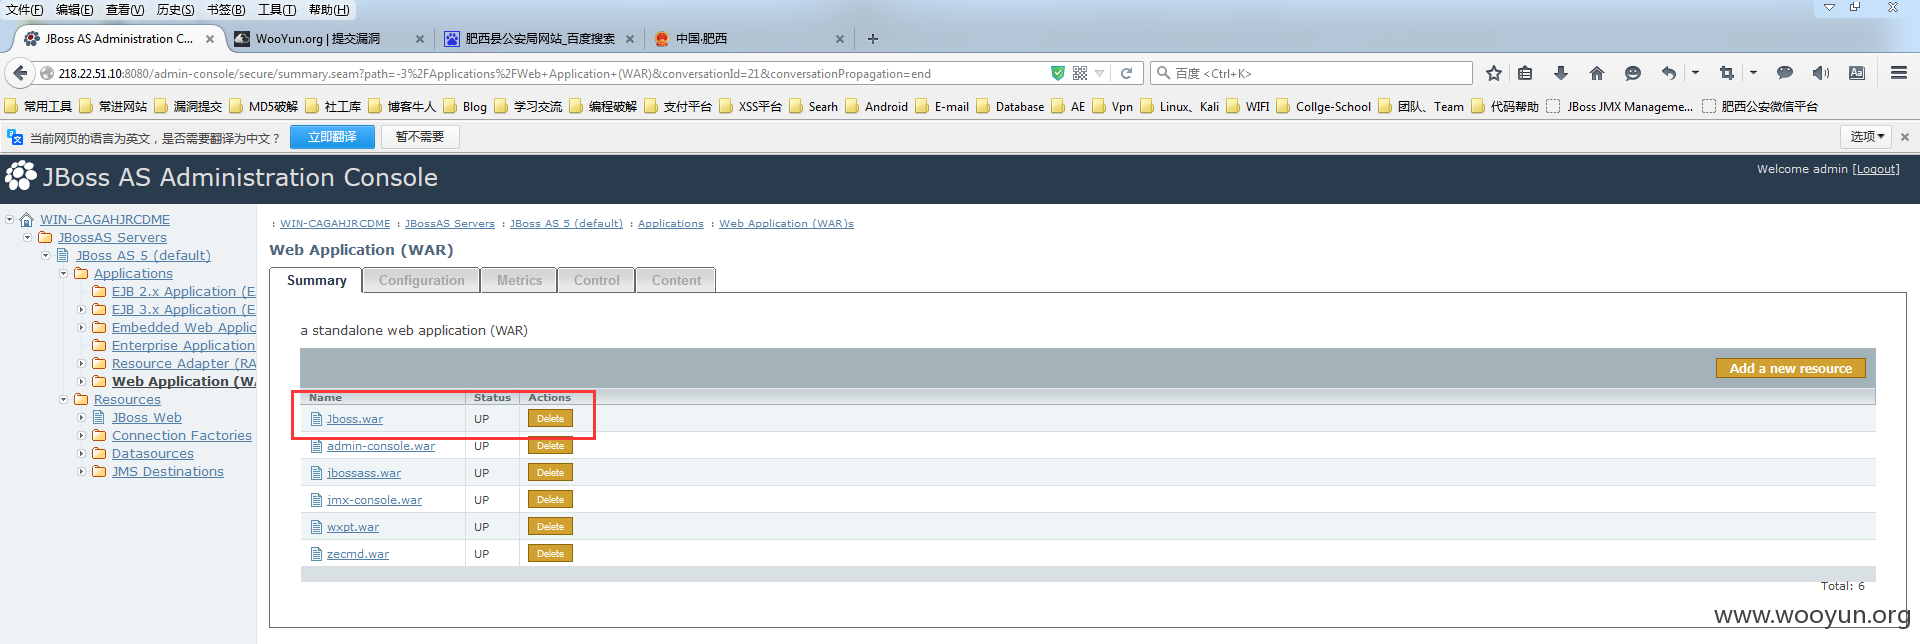 文件(F) 编辑(E) 查看(V) 历史(S) 书签(B) 工具(T) 帮助(H)
JBoss AS Administration C... WooYun.org | 提交漏洞 肥西县公安局网站_百度搜索 中国·肥西
218.22.51.10:8080/admin-console/secure/summary.seam?path=-3%2FApplications%2FWeb+Application+(WAR)&conversationId=21&conversationPropagation=end 百度 <Ctrl+K>
常用工具 常进网站 漏洞提交 MD5破解 社工库 博客牛人 Blog 学习交流 编程破解 支付平台 XSS平台 Searh Android E-mail Database AE Vpn Linux、Kali WIFI Collge-School 团队、Team 代码帮助 JBoss JMX Manageme... 肥西公安微信平台
当前网页的语言为英文，是否需要翻译为中文？ 立即翻译 暂不需要 选项
JBoss AS Administration Console
Welcome admin [Logout]
WIN-CAGAHJRCDME
JBossAS Servers
JBoss AS 5 (default)
Applications
EJB 2.x Application (E
EJB 3.x Application (E
Embedded Web Applic
Enterprise Application
Resource Adapter (RA
Web Application (WA
Resources
JBoss Web
Connection Factories
Datasources
JMS Destinations
: WIN-CAGAHJRCDME : JBossAS Servers : JBoss AS 5 (default) : Applications : Web Application (WAR)s
Web Application (WAR)
Summary Configuration Metrics Control Content
a standalone web application (WAR)
Add a new resource
Name Status Actions
Jboss.war UP Delete
admin-console.war UP Delete
jbossass.war UP Delete
jmx-console.war UP Delete
wxpt.war UP Delete
zecmd.war UP Delete
Total: 6
www.wooyun.org